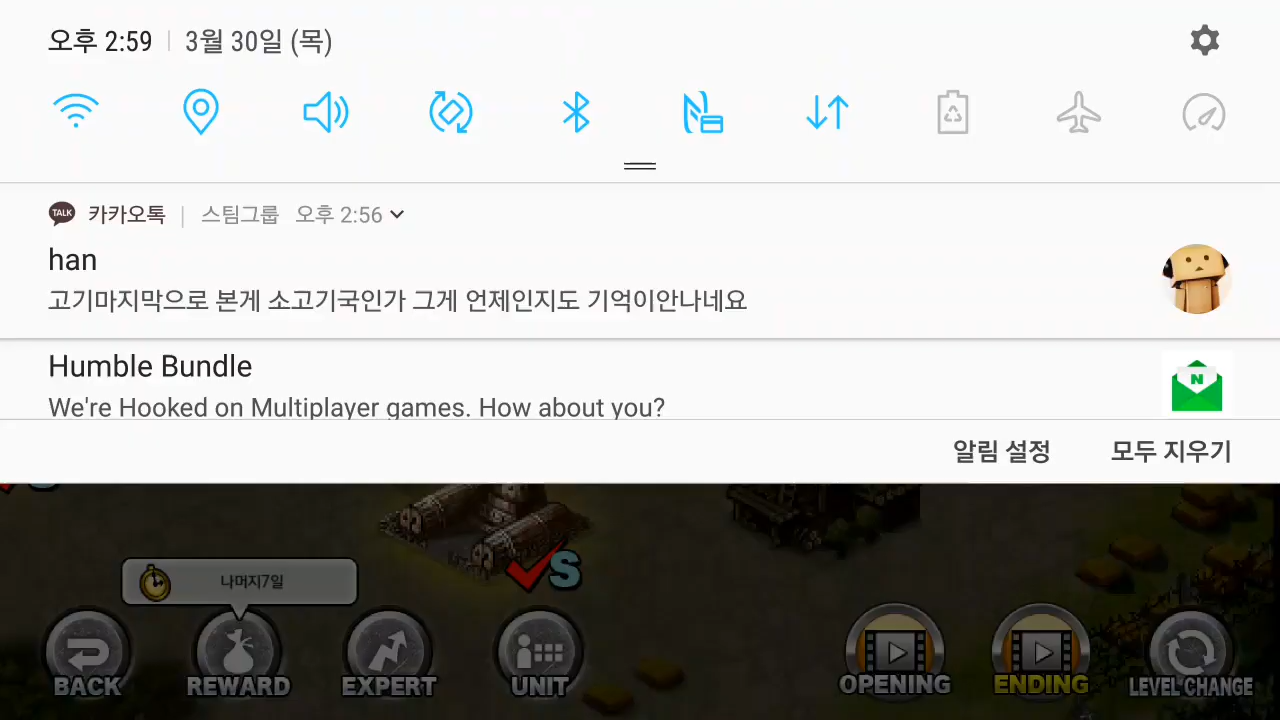 오후 2:59 | 3월 30일 (목)
TALK 카카오톡 | 스팀그룹 오후 2:56
han
고기마지막으로 본게 소고기국인가 그게 언제인지도 기억이안나네요
Humble Bundle
N
We're Hooked on Multiplayer games. How about you?
알림 설정 모두 지우기
S
나머지7일
BACK REWARD EXPERT UNIT OPENING ENDING LEVEL CHANGE